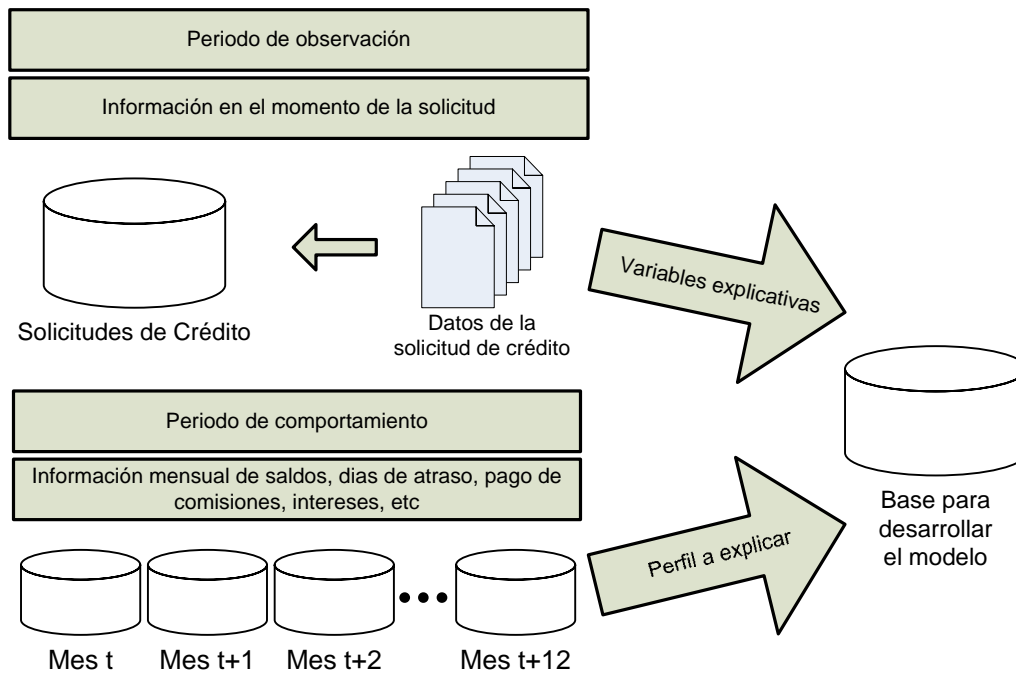 Periodo de observación
Información en el momento de la solicitud
Solicitudes de Crédito
Datos de la
solicitud de crédito
Variables explicativas
Periodo de comportamiento
Información mensual de saldos, dias de atraso, pago de
comisiones, intereses, etc
Perfil a explicar
Base para
desarrollar
el modelo
Mes t
Mes t+1
Mes t+2
Mes t+12